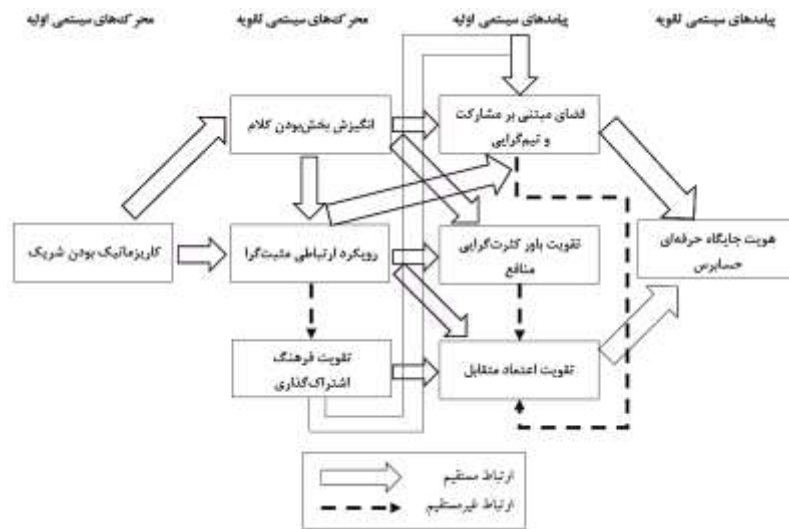 محرک‌های سیستمی اولیه
محرک‌های سیستمی ثقویه
پیامدهای سیستمی اولیه
پیامدهای سیستمی ثقویه
انگیزش بخش‌بودن کلام
فضای مبتنی بر مشارکت
و تیم‌گرایی
کاریزماتیک بودن شریک
رویکرد ارتباطی مثبت‌گرا
تقویت باور کثرت‌گرایی
منافع
هویت جایگاه حرفه‌ای
حسابرس
تقویت فرهنگ
اشتراک‌گذاری
تقویت اعتماد متقابل
ارتباط مستقیم
ارتباط غیرمستقیم